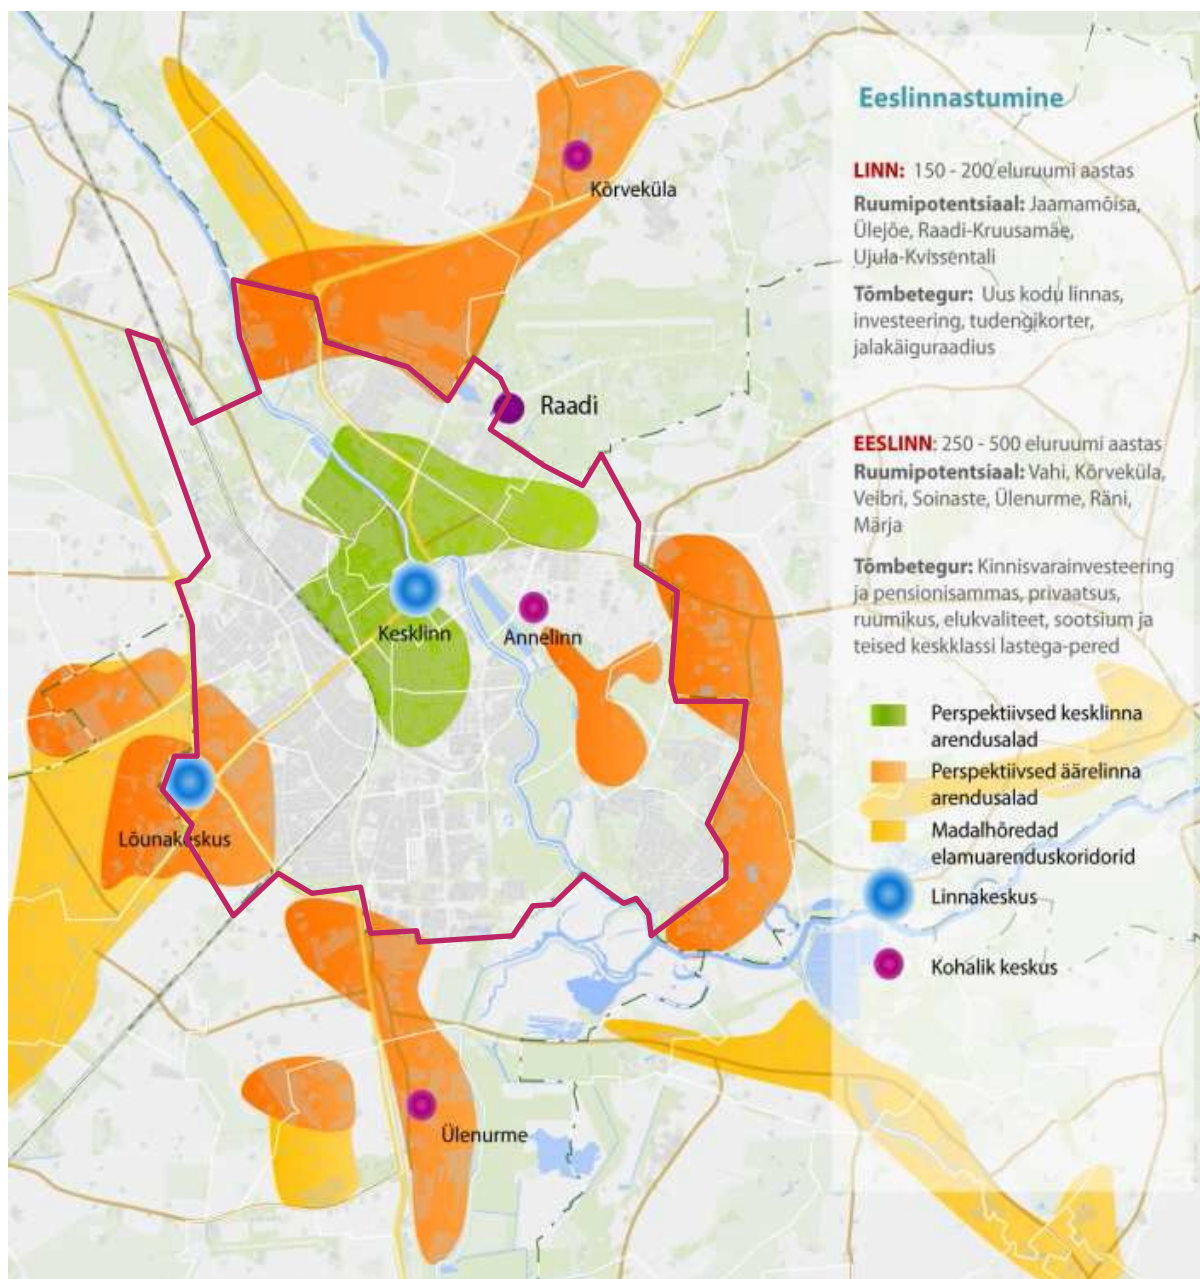 Eeslinnastumine
LINN: 150 - 200 eluruumi aastas
Ruumipotentsiaal: Jaamamõisa,
Ülejõe, Raadi-Kruusamäe,
Ujula-Kvissentali
Tõmbetegur: Uus kodu linnas,
investeering, tudengikorter,
jalakäiguraadius
EESLINN: 250 - 500 eluruumi aastas
Ruumipotentsiaal: Vahi, Kõrveküla,
Veibri, Soinaste, Ülenurme, Räni,
Märja
Tõmbetegur: Kinnisvarainvesteering
ja pensionisammas, privaatsus,
ruumikus, elukvaliteet, sootsium ja
teised keskklassi lastega-pered
Perspektiivsed kesklinna
arendusalad
Perspektiivsed äärelinna
arendusalad
Madalhõredad
elamuarenduskoridorid
Linnakeskus
Kohalik keskus
Kõrveküla
Raadi
Kesklinn
Annelinn
Lõunakeskus
Ülenurme